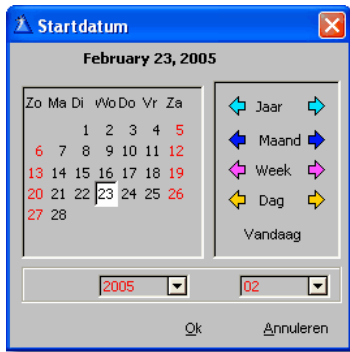 Startdatum
February 23, 2005
Zo Ma Di Wo Do Vr Za
1 2 3 4 5
6 7 8 9 10 11 12
13 14 15 16 17 18 19
20 21 22 23 24 25 26
27 28
Jaar
Maand
Week
Dag
Vandaag
2005 02
Ok Annuleren